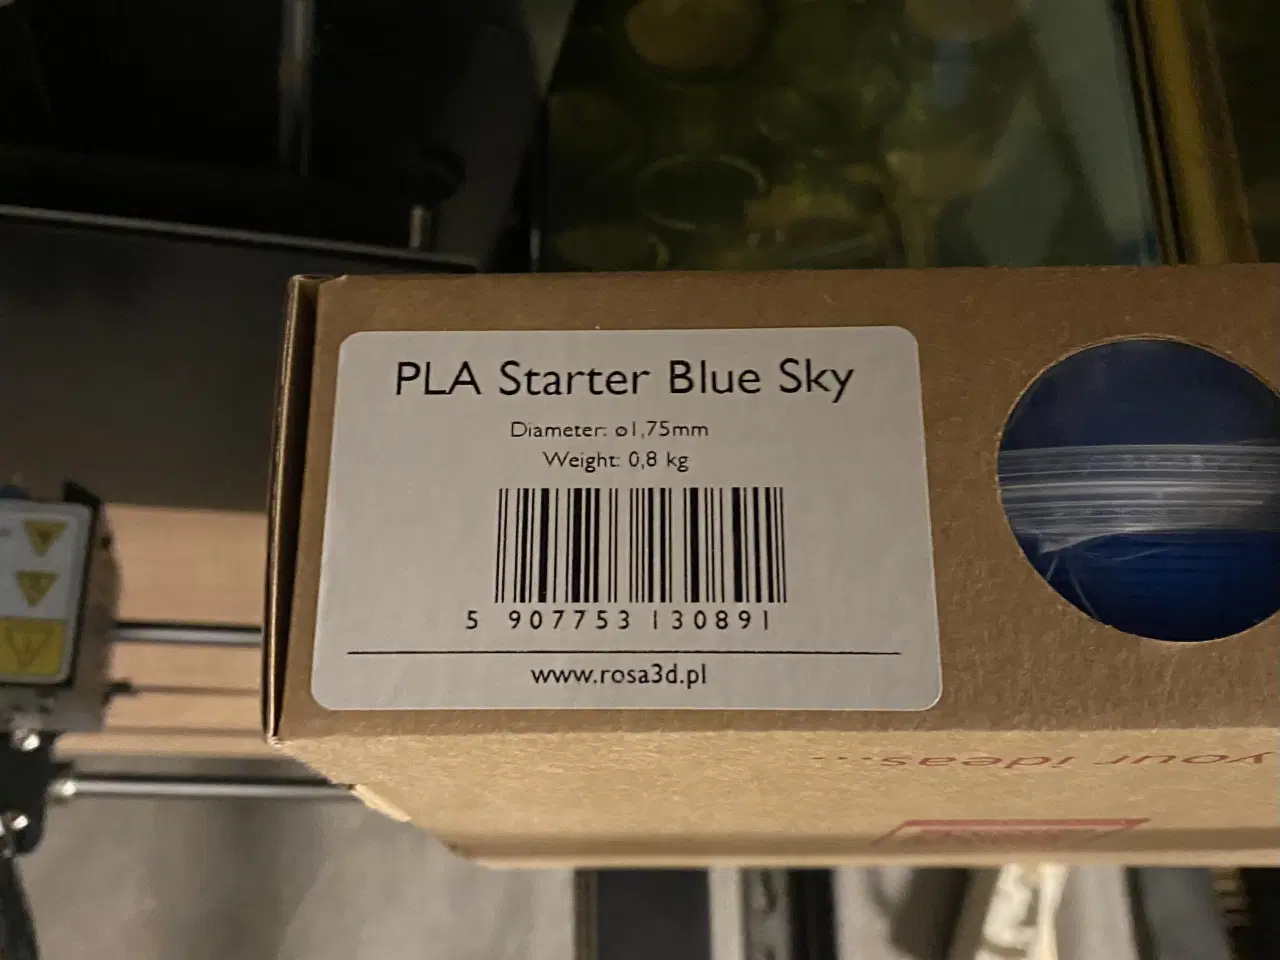 PLA Starter Blue Sky
Diameter: ø1,75mm
Weight: 0,8 kg
5 907753 130891
www.rosa3d.pl
your ideas...